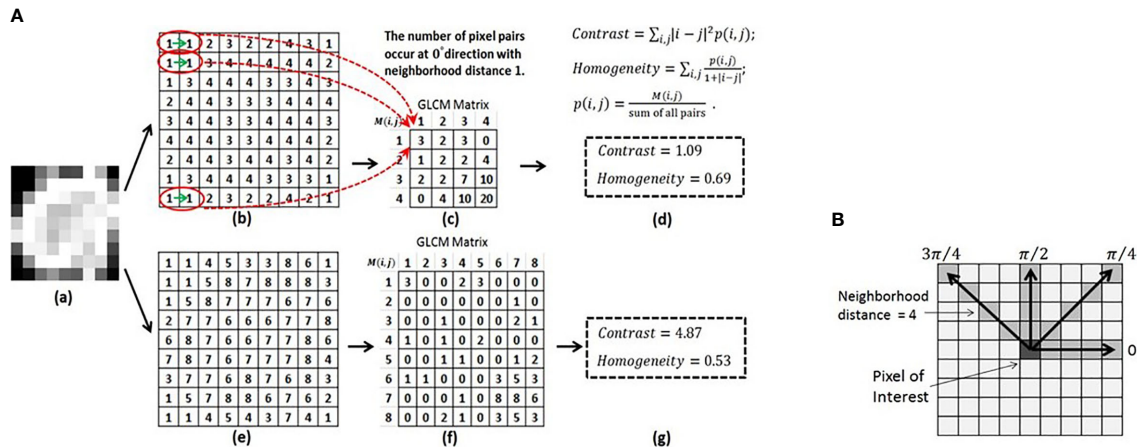 A
1→1 2 3 2 2 4 3 1
1→1 3 4 4 4 4 4 2
1 3 4 4 4 3 3 4 3
2 4 4 3 3 3 3 4 4
3 4 4 3 3 4 4 4 4
4 4 4 3 3 4 4 4 2
2 4 4 3 4 4 3 4 2
1 3 4 4 4 3 3 3 1
1→1 2 3 2 2 4 2 1
(b)
The number of pixel pairs
occur at 0° direction with
neighborhood distance 1.
GLCM Matrix
M(i,j) 1 2 3 4
1 3 2 3 0
2 1 2 2 4
3 2 2 7 10
4 0 4 10 20
(c)
Contrast = ∑i,j|i − j|²p(i,j);
Homogeneity = ∑i,j p(i,j)/1+|i−j|;
p(i,j) = M(i,j)/sum of all pairs .
Contrast = 1.09
Homogeneity = 0.69
(d)
(a)
1 1 4 5 3 3 8 6 1
1 1 5 8 7 8 8 8 3
1 5 8 7 7 7 6 7 6
2 7 7 6 6 6 7 7 8
6 8 7 6 6 7 7 8 7
7 8 7 6 7 7 7 8 4
3 7 7 6 8 7 6 8 3
1 5 7 8 8 7 6 7 2
1 1 4 5 4 3 7 4 1
(e)
GLCM Matrix
M(i,j) 1 2 3 4 5 6 7 8
1 3 0 0 2 3 0 0 0
2 0 0 0 0 0 0 1 0
3 0 0 1 0 0 0 2 1
4 1 0 1 0 2 0 0 0
5 0 0 1 1 0 0 1 2
6 1 1 0 0 0 3 5 3
7 0 0 0 1 0 8 8 6
8 0 0 2 1 0 3 5 3
(f)
Contrast = 4.87
Homogeneity = 0.53
(g)
B
3π/4 π/2 π/4
Neighborhood
distance = 4
0
Pixel of
Interest